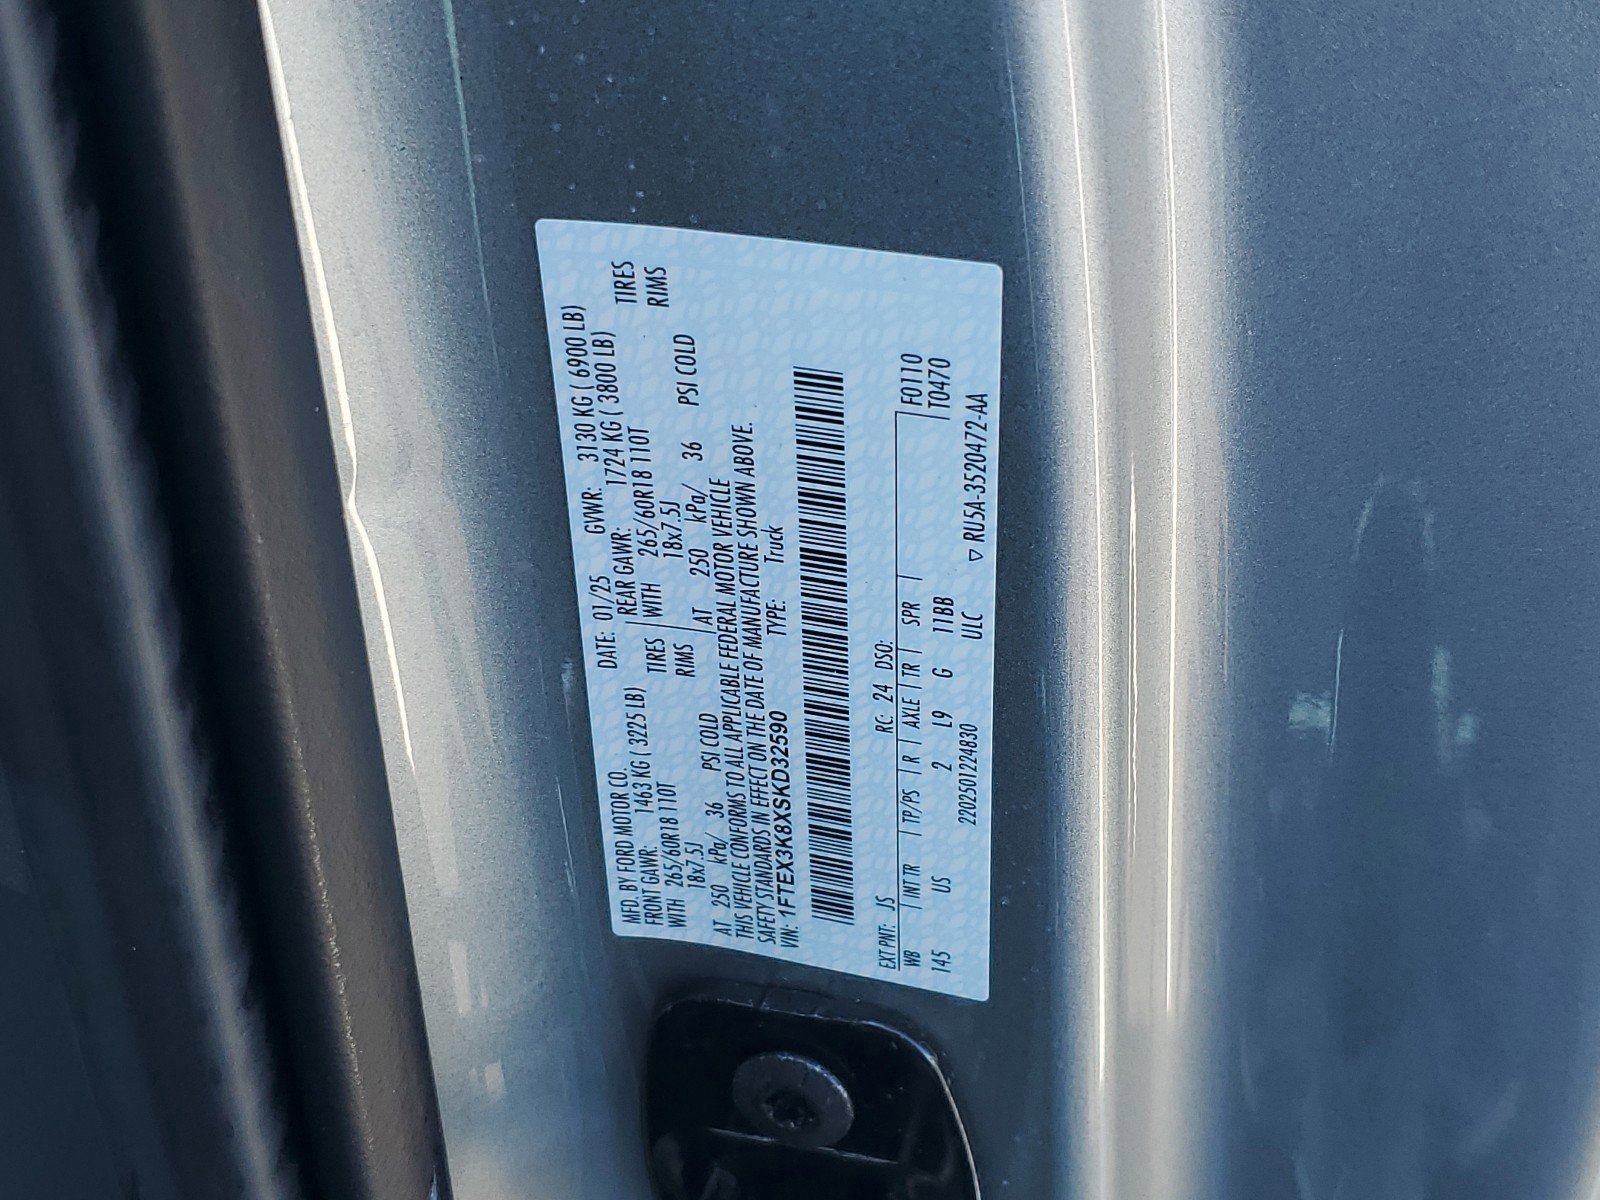 MFD. BY FORD MOTOR CO. DATE: 01/25 GVWR: 3130 KG ( 6900 LB)
FRONT GAWR: 1463 KG ( 3225 LB) REAR GAWR: 1724 KG ( 3800 LB)
WITH 265/60R18 110T TIRES WITH 265/60R18 110T TIRES
18x7.5J RIMS 18x7.5J RIMS
AT 250 kPa/ 36 PSI COLD AT 250 kPa/ 36 PSI COLD
THIS VEHICLE CONFORMS TO ALL APPLICABLE FEDERAL MOTOR VEHICLE
SAFETY STANDARDS IN EFFECT ON THE DATE OF MANUFACTURE SHOWN ABOVE.
VIN: 1FTEX3K8XSKD32590 TYPE: Truck
EXT PNT: JS RC: 24 DSO:
WB INT TR TP/PS R AXLE TR SPR F0110
145 US 2 L9 G 11BB T0470
2202501224830 ULC ▽ RU5A-3520472-AA